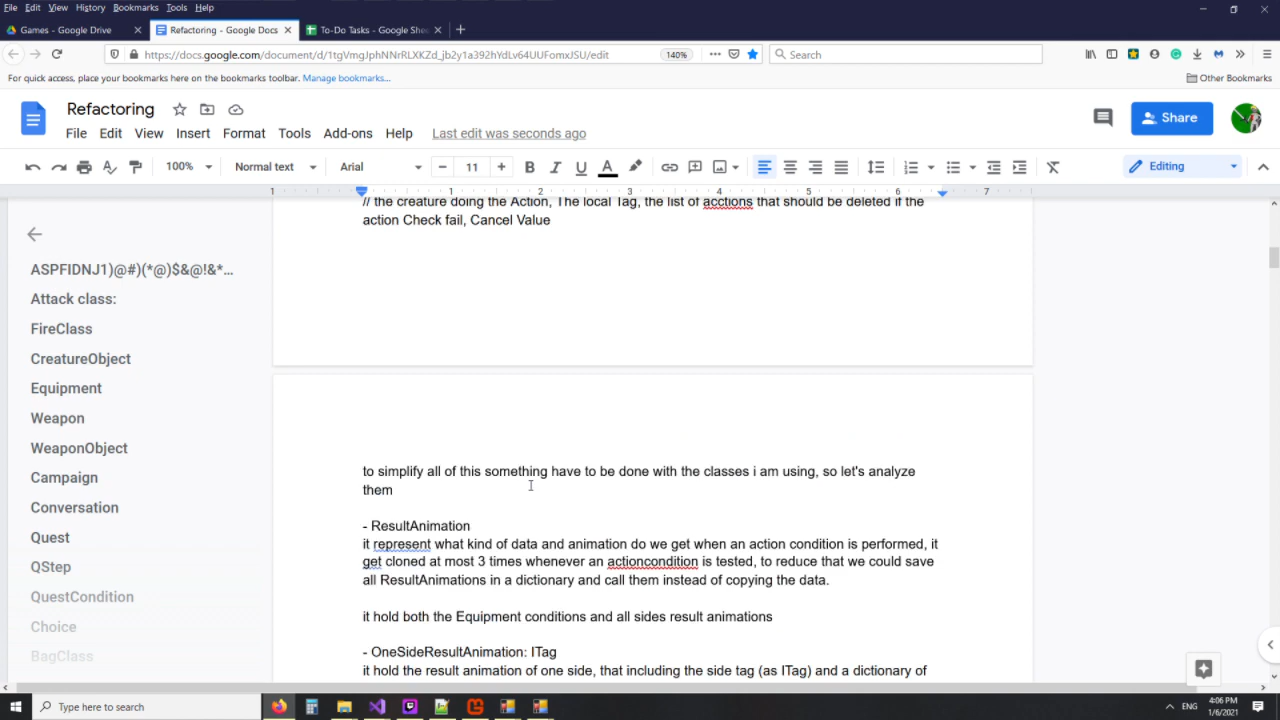 File Edit View History Bookmarks Tools Help
Games - Google Drive
Refactoring - Google Docs
To-Do Tasks - Google She
https://docs.google.com/document/d/1tgVmgJphNNrRLXKZd_jb2y1a392hYdLv64UUFomxJSU/edit
140%
Search
For quick access, place your bookmarks here on the bookmarks toolbar. Manage bookmarks...
Other Bookmarks
Refactoring
File Edit View Insert Format Tools Add-ons Help Last edit was seconds ago
Share
100% Normal text Arial 11 B I U A Editing
1 1 2 3 4 5 6 7
// the creature doing the Action, The local Tag, the list of acctions that should be deleted if the
action Check fail, Cancel Value
ASPFIDNJ1)@#)(*@)$&@!&*...
Attack class:
FireClass
CreatureObject
Equipment
Weapon
WeaponObject
Campaign
Conversation
Quest
QStep
QuestCondition
Choice
BagClass
to simplify all of this something have to be done with the classes i am using, so let's analyze
them
- ResultAnimation
it represent what kind of data and animation do we get when an action condition is performed, it
get cloned at most 3 times whenever an actioncondition is tested, to reduce that we could save
all ResultAnimations in a dictionary and call them instead of copying the data.
it hold both the Equipment conditions and all sides result animations
- OneSideResultAnimation: ITag
it hold the result animation of one side, that including the side tag (as ITag) and a dictionary of
Type here to search
ENG
4:06 PM
1/6/2021